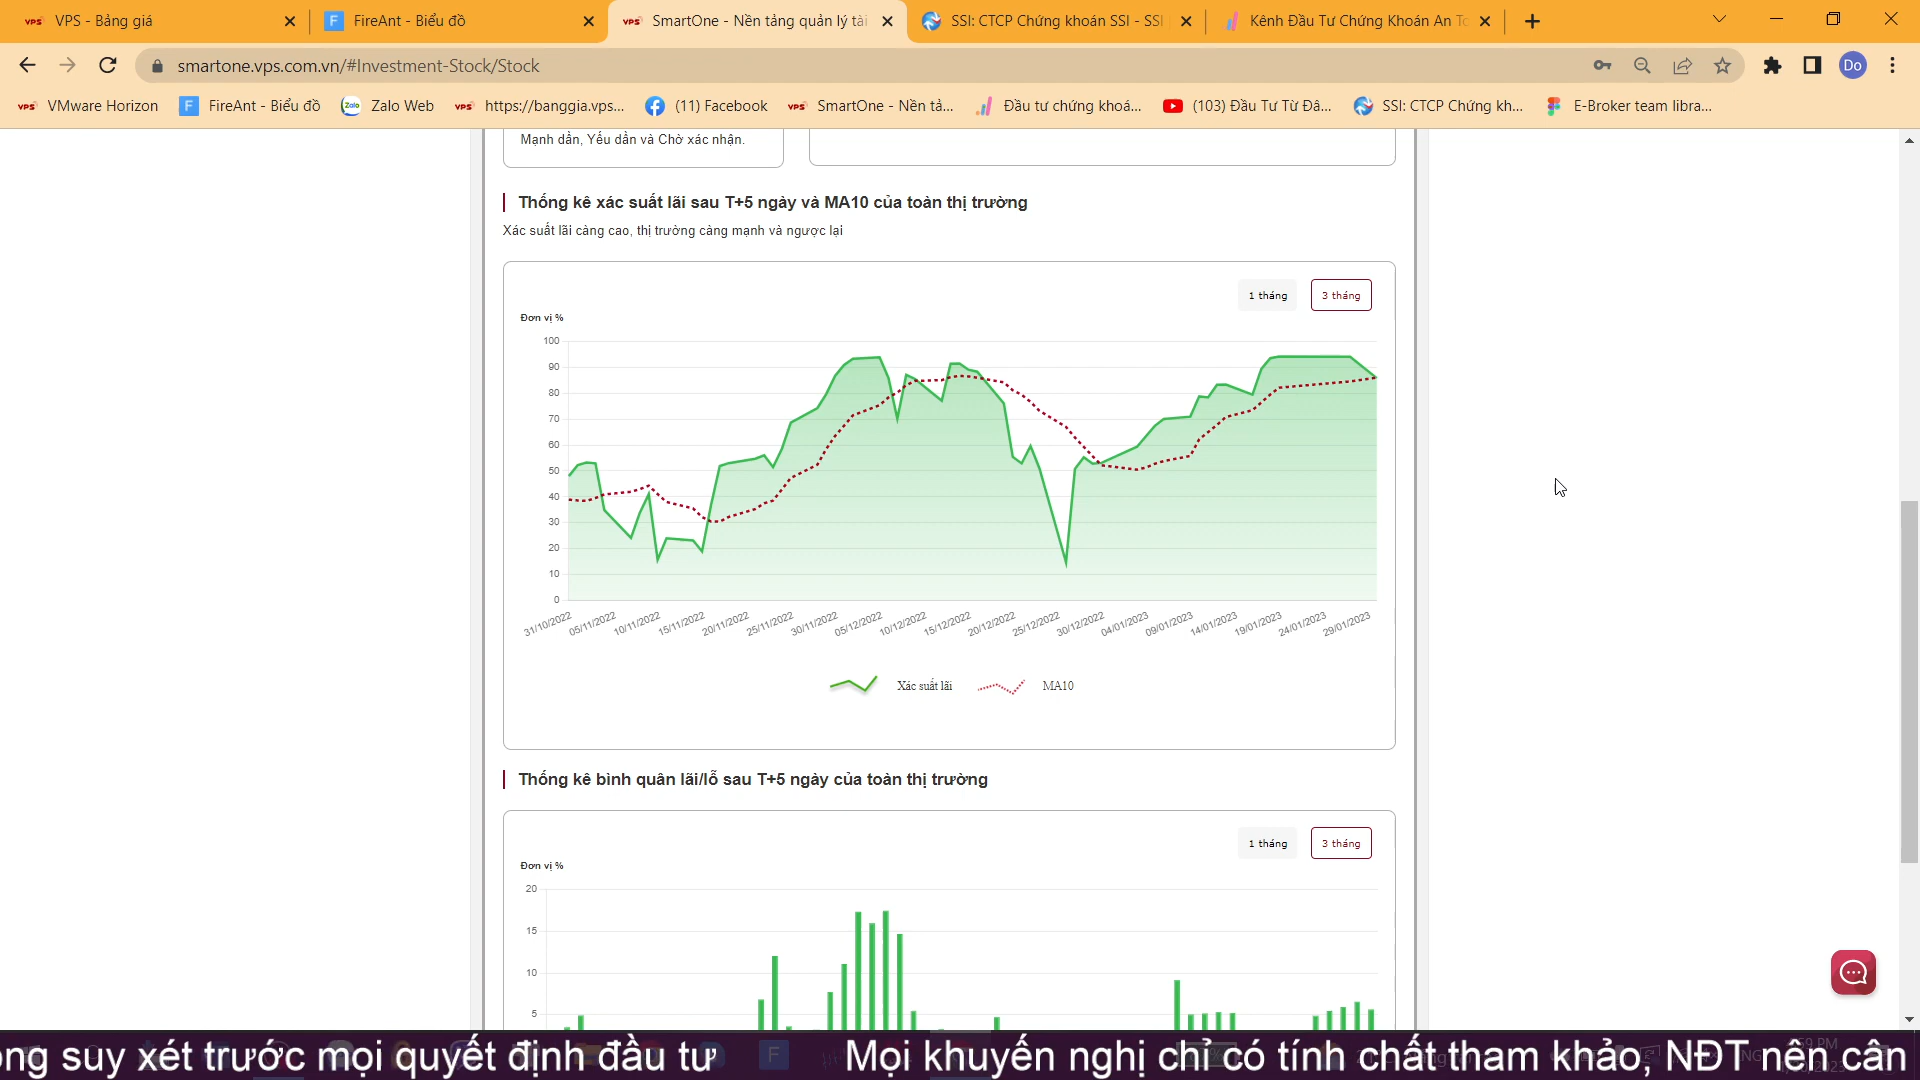 VPS VPS - Bảng giá
F FireAnt - Biểu đồ
VPS SmartOne - Nền tảng quản lý tài
SSI: CTCP Chứng khoán SSI - SSI
Kênh Đầu Tư Chứng Khoán An To
smartone.vps.com.vn/#Investment-Stock/Stock
Do
VPS VMware Horizon
F FireAnt - Biểu đồ
Zalo Zalo Web
VPS https://banggia.vps...
(11) Facebook
VPS SmartOne - Nền tả...
Đầu tư chứng khoá...
(103) Đầu Tư Từ Đâ...
SSI: CTCP Chứng kh...
E-Broker team libra...
Mạnh dần, Yếu dần và Chờ xác nhận.
Thống kê xác suất lãi sau T+5 ngày và MA10 của toàn thị trường
Xác suất lãi càng cao, thị trường càng mạnh và ngược lại
1 tháng
3 tháng
Đơn vị %
100
90
80
70
60
50
40
30
20
10
0
31/10/2022
05/11/2022
10/11/2022
15/11/2022
20/11/2022
25/11/2022
30/11/2022
05/12/2022
10/12/2022
15/12/2022
20/12/2022
25/12/2022
30/12/2022
04/01/2023
09/01/2023
14/01/2023
19/01/2023
24/01/2023
29/01/2023
Xác suất lãi
MA10
Thống kê bình quân lãi/lỗ sau T+5 ngày của toàn thị trường
1 tháng
3 tháng
Đơn vị %
20
15
10
5
ong suy xét trước mọi quyết định đầu tư
Mọi khuyến nghị chỉ có tính chất tham khảo, NĐT nên cân